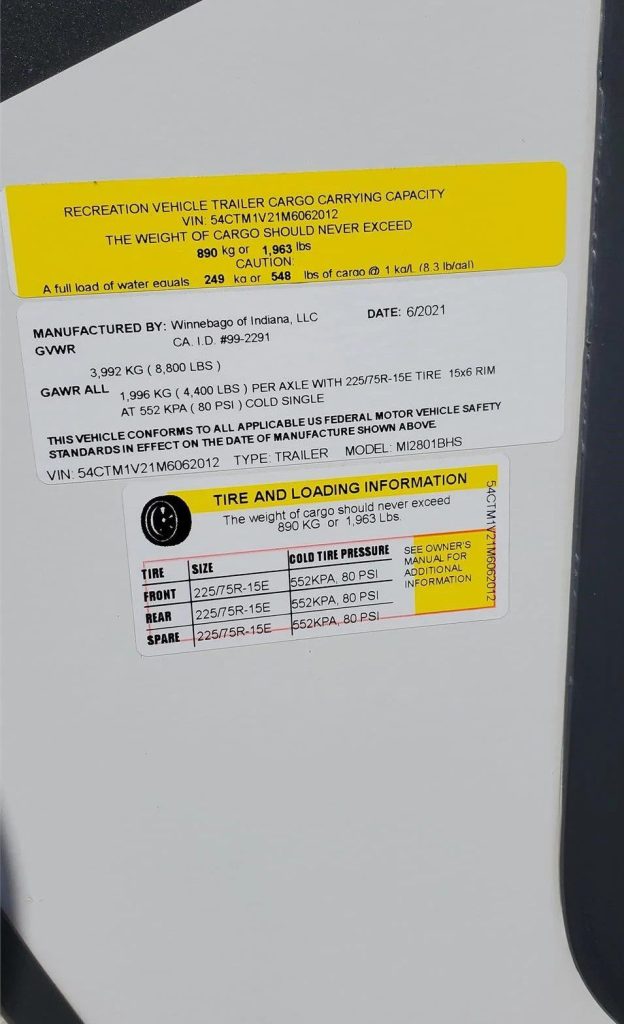 RECREATION VEHICLE TRAILER CARGO CARRYING CAPACITY
VIN: 54CTM1V21M6062012
THE WEIGHT OF CARGO SHOULD NEVER EXCEED
890 kg or 1,963 lbs
CAUTION:
A full load of water equals 249 kg or 548 lbs of cargo @ 1 kg/L (8.3 lb/gal)
MANUFACTURED BY: Winnebago of Indiana, LLC DATE: 6/2021
GVWR CA. I.D. #99-2291
3,992 KG ( 8,800 LBS )
GAWR ALL 1,996 KG ( 4,400 LBS ) PER AXLE WITH 225/75R-15E TIRE 15x6 RIM
AT 552 KPA ( 80 PSI ) COLD SINGLE
THIS VEHICLE CONFORMS TO ALL APPLICABLE US FEDERAL MOTOR VEHICLE SAFETY
STANDARDS IN EFFECT ON THE DATE OF MANUFACTURE SHOWN ABOVE.
VIN: 54CTM1V21M6062012 TYPE: TRAILER MODEL: MI2801BHS
TIRE AND LOADING INFORMATION
The weight of cargo should never exceed
890 KG or 1,963 Lbs.
TIRE SIZE COLD TIRE PRESSURE
FRONT 225/75R-15E 552KPA, 80 PSI
REAR 225/75R-15E 552KPA, 80 PSI
SPARE 225/75R-15E 552KPA, 80 PSI
SEE OWNER'S
MANUAL FOR
ADDITIONAL
INFORMATION
54CTM1V21M6062012